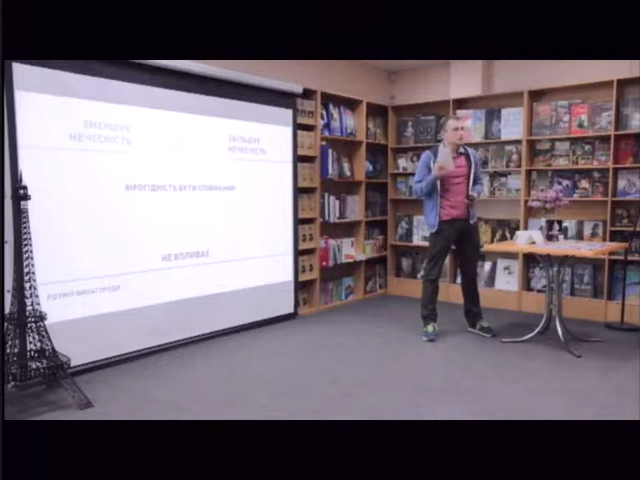 ЗМЕНШУЄ
НЕЧЕСНІСТЬ
ЗБІЛЬШУЄ
НЕЧЕСНІСТЬ
ВІРОГІДНІСТЬ БУТИ СПІЙМАНИМ
НЕ ВПЛИВАЄ
РОЗМІР ВИНАГОРОДИ